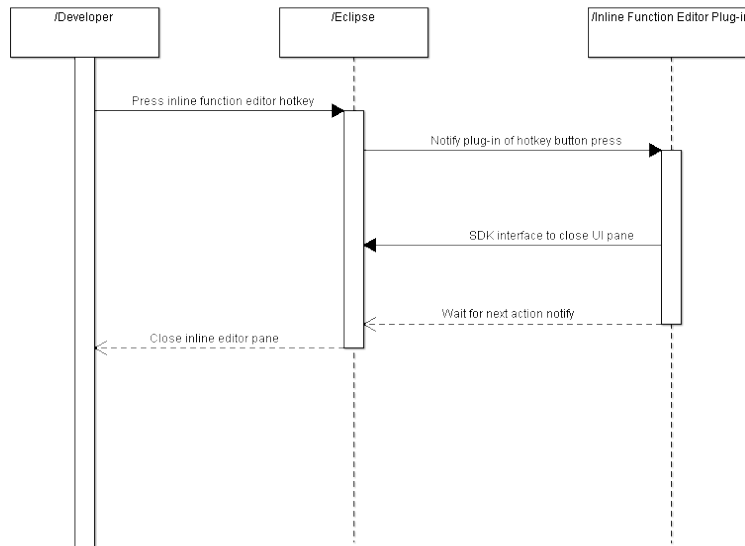 /Developer
/Eclipse
/Inline Function Editor Plug-in
Press inline function editor hotkey
Notify plug-in of hotkey button press
SDK interface to close UI pane
Wait for next action notify
Close inline editor pane